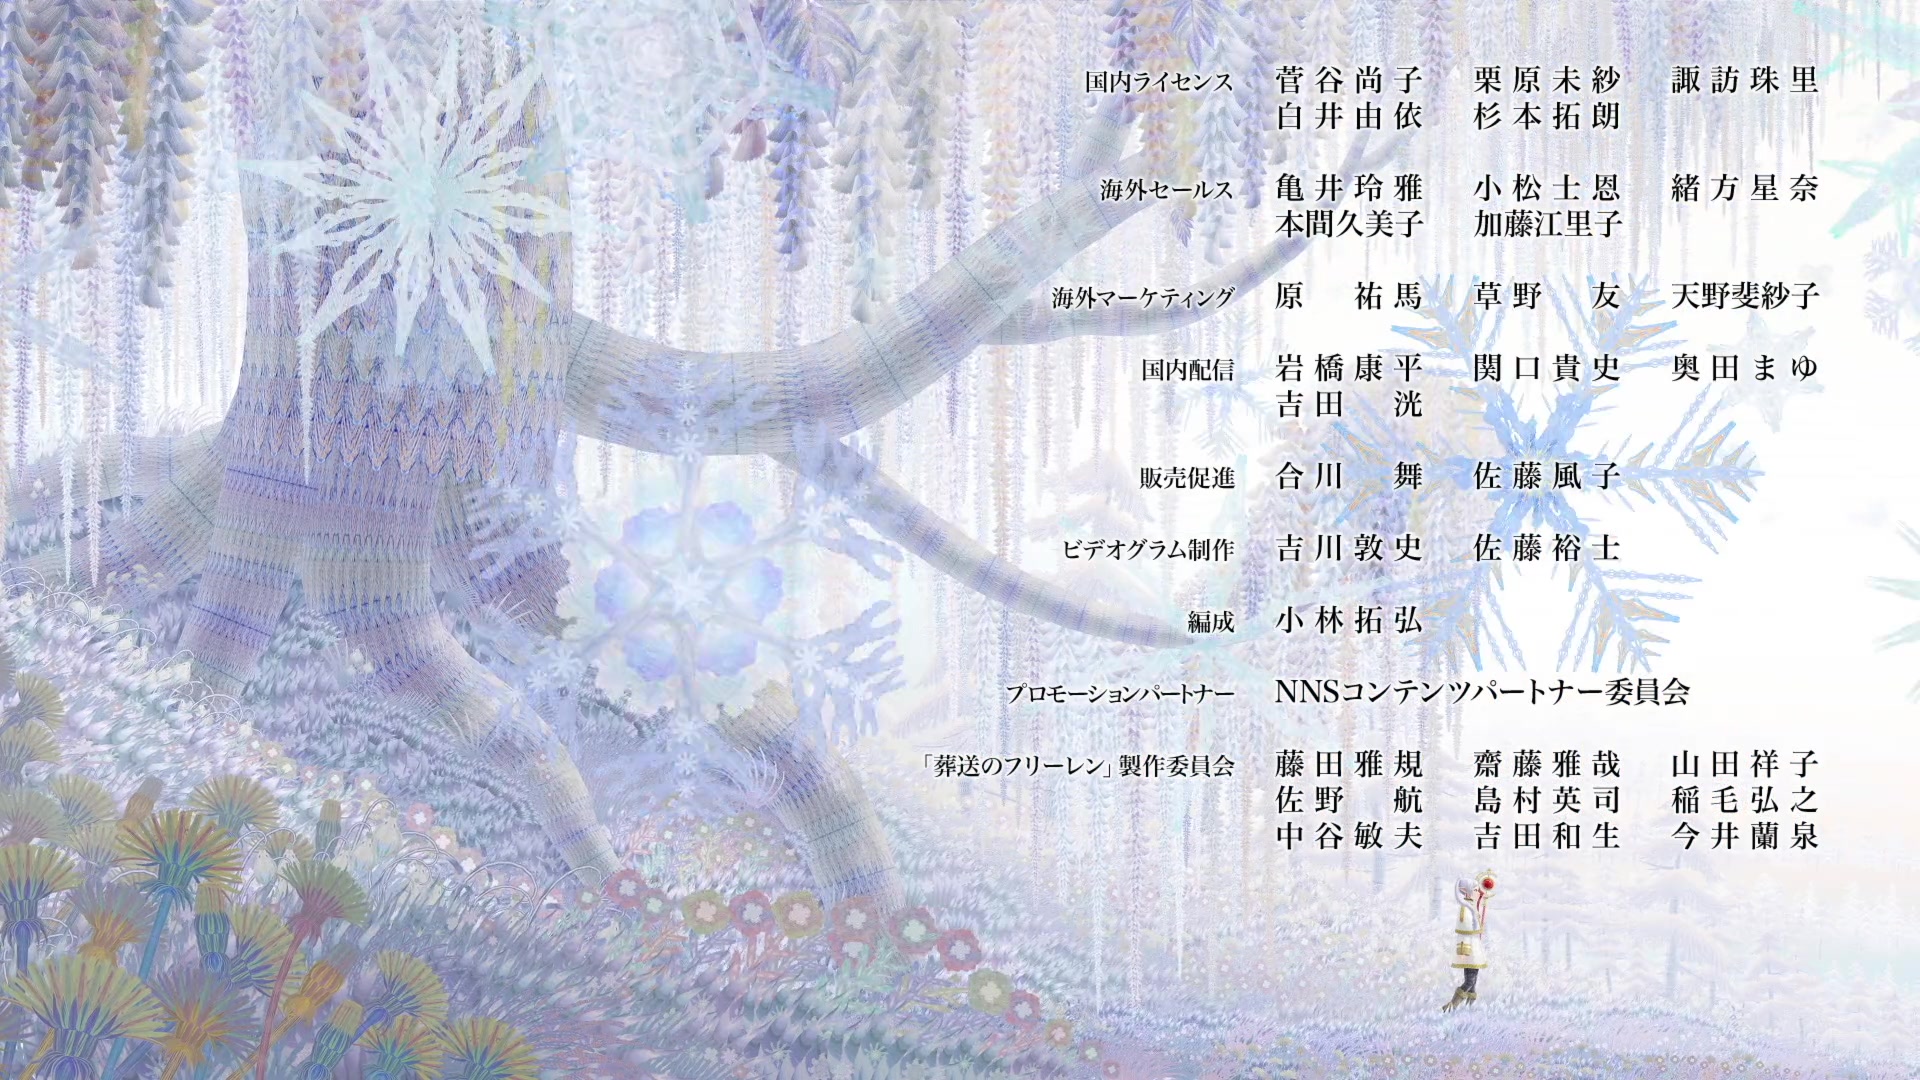 国内ライセンス 菅谷尚子 栗原未紗 諏訪珠里
白井由依 杉本拓朗
海外セールス 亀井玲雅 小松士恩 緒方星奈
本間久美子 加藤江里子
海外マーケティング 原祐馬 草野友 天野斐紗子
国内配信 岩橋康平 関口貴史 奥田まゆ
吉田洸
販売促進 合川舞 佐藤風子
ビデオグラム制作 吉川敦史 佐藤裕士
編成 小林拓弘
プロモーションパートナー NNSコンテンツパートナー委員会
「葬送のフリーレン」製作委員会 藤田雅規 齋藤雅哉 山田祥子
佐野航 島村英司 稲毛弘之
中谷敏夫 吉田和生 今井蘭泉